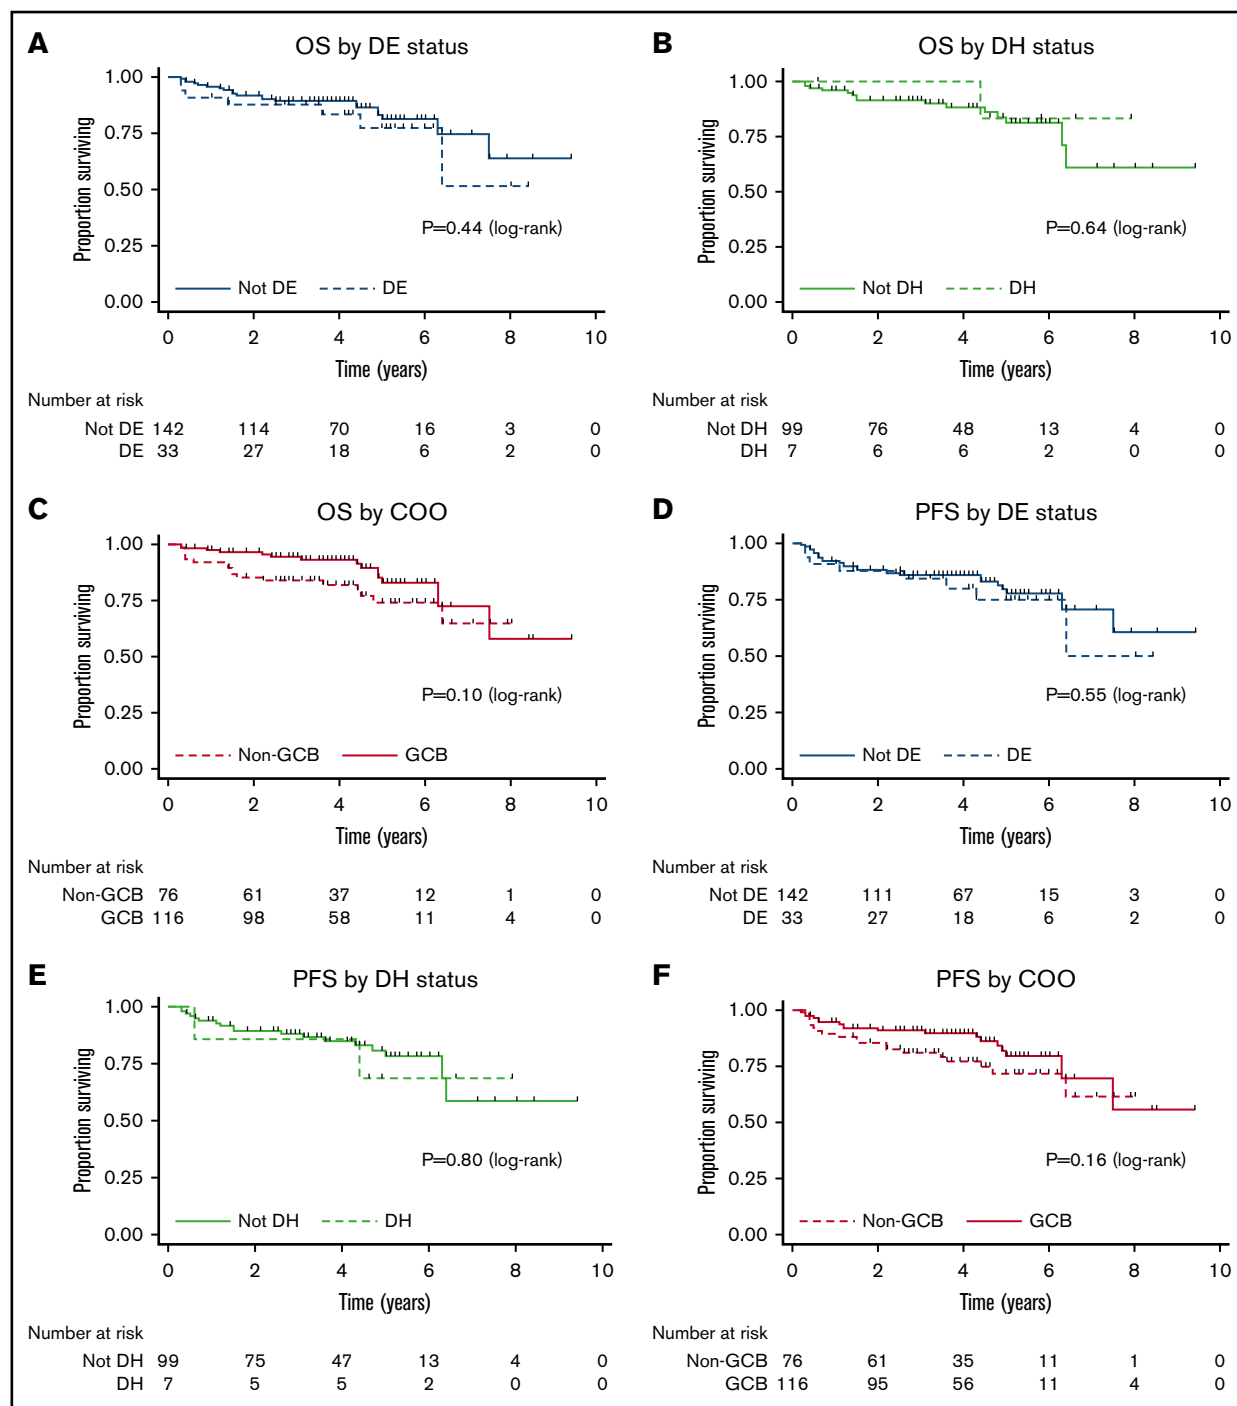 A
OS by DE status
Proportion surviving
1.00
0.75
0.50
0.25
0.00
P=0.44 (log-rank)
Not DE DE
0 2 4 6 8 10
Time (years)
Number at risk
Not DE 142 114 70 16 3 0
DE 33 27 18 6 2 0
B
OS by DH status
Proportion surviving
1.00
0.75
0.50
0.25
0.00
P=0.64 (log-rank)
Not DH DH
0 2 4 6 8 10
Time (years)
Number at risk
Not DH 99 76 48 13 4 0
DH 7 6 6 2 0 0
C
OS by COO
Proportion surviving
1.00
0.75
0.50
0.25
0.00
P=0.10 (log-rank)
Non-GCB GCB
0 2 4 6 8 10
Time (years)
Number at risk
Non-GCB 76 61 37 12 1 0
GCB 116 98 58 11 4 0
D
PFS by DE status
Proportion surviving
1.00
0.75
0.50
0.25
0.00
P=0.55 (log-rank)
Not DE DE
0 2 4 6 8 10
Time (years)
Number at risk
Not DE 142 111 67 15 3 0
DE 33 27 18 6 2 0
E
PFS by DH status
Proportion surviving
1.00
0.75
0.50
0.25
0.00
P=0.80 (log-rank)
Not DH DH
0 2 4 6 8 10
Time (years)
Number at risk
Not DH 99 75 47 13 4 0
DH 7 5 5 2 0 0
F
PFS by COO
Proportion surviving
1.00
0.75
0.50
0.25
0.00
P=0.16 (log-rank)
Non-GCB GCB
0 2 4 6 8 10
Time (years)
Number at risk
Non-GCB 76 61 35 11 1 0
GCB 116 95 56 11 4 0